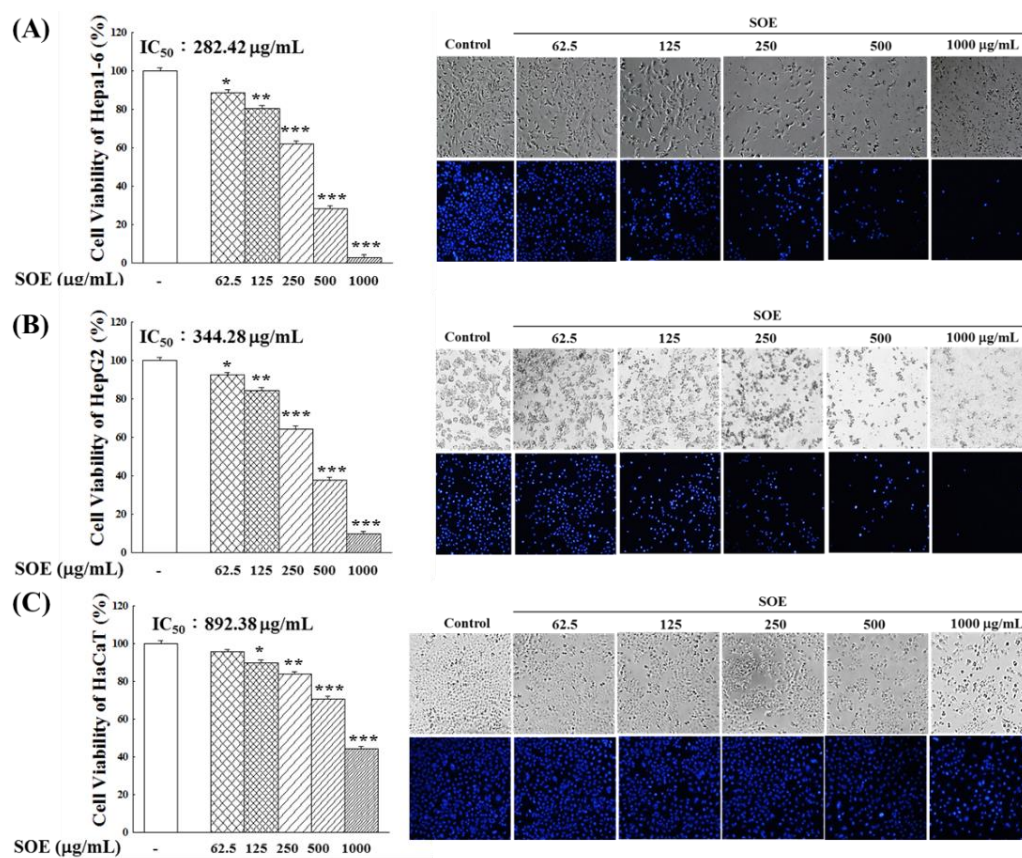 (A)
Cell Viability of Hepa1-6 (%)
120
100
80
60
40
20
0
IC50 : 282.42 μg/mL
*
**
***
***
***
SOE (μg/mL)
- 62.5 125 250 500 1000
SOE
Control 62.5 125 250 500 1000 μg/mL
(B)
Cell Viability of HepG2 (%)
120
100
80
60
40
20
0
IC50 : 344.28 μg/mL
*
**
***
***
***
SOE (μg/mL)
- 62.5 125 250 500 1000
SOE
Control 62.5 125 250 500 1000 μg/mL
(C)
Cell Viability of HaCaT (%)
120
100
80
60
40
20
0
IC50 : 892.38 μg/mL
*
**
***
***
SOE (μg/mL)
- 62.5 125 250 500 1000
SOE
Control 62.5 125 250 500 1000 μg/mL